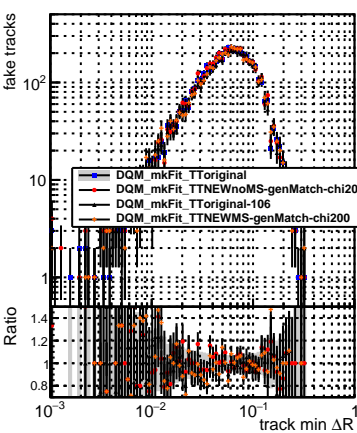 fake tracks
10²
10
1
DQM_mkFit_TToriginal
DQM_mkFit_TTNEWnoMS-genMatch-chi20
DQM_mkFit_TToriginal-106
DQM_mkFit_TTNEWMS-genMatch-chi200
Ratio
1.4
1.2
1
0.8
10⁻³ 10⁻² 10⁻¹ 1
track min ΔR